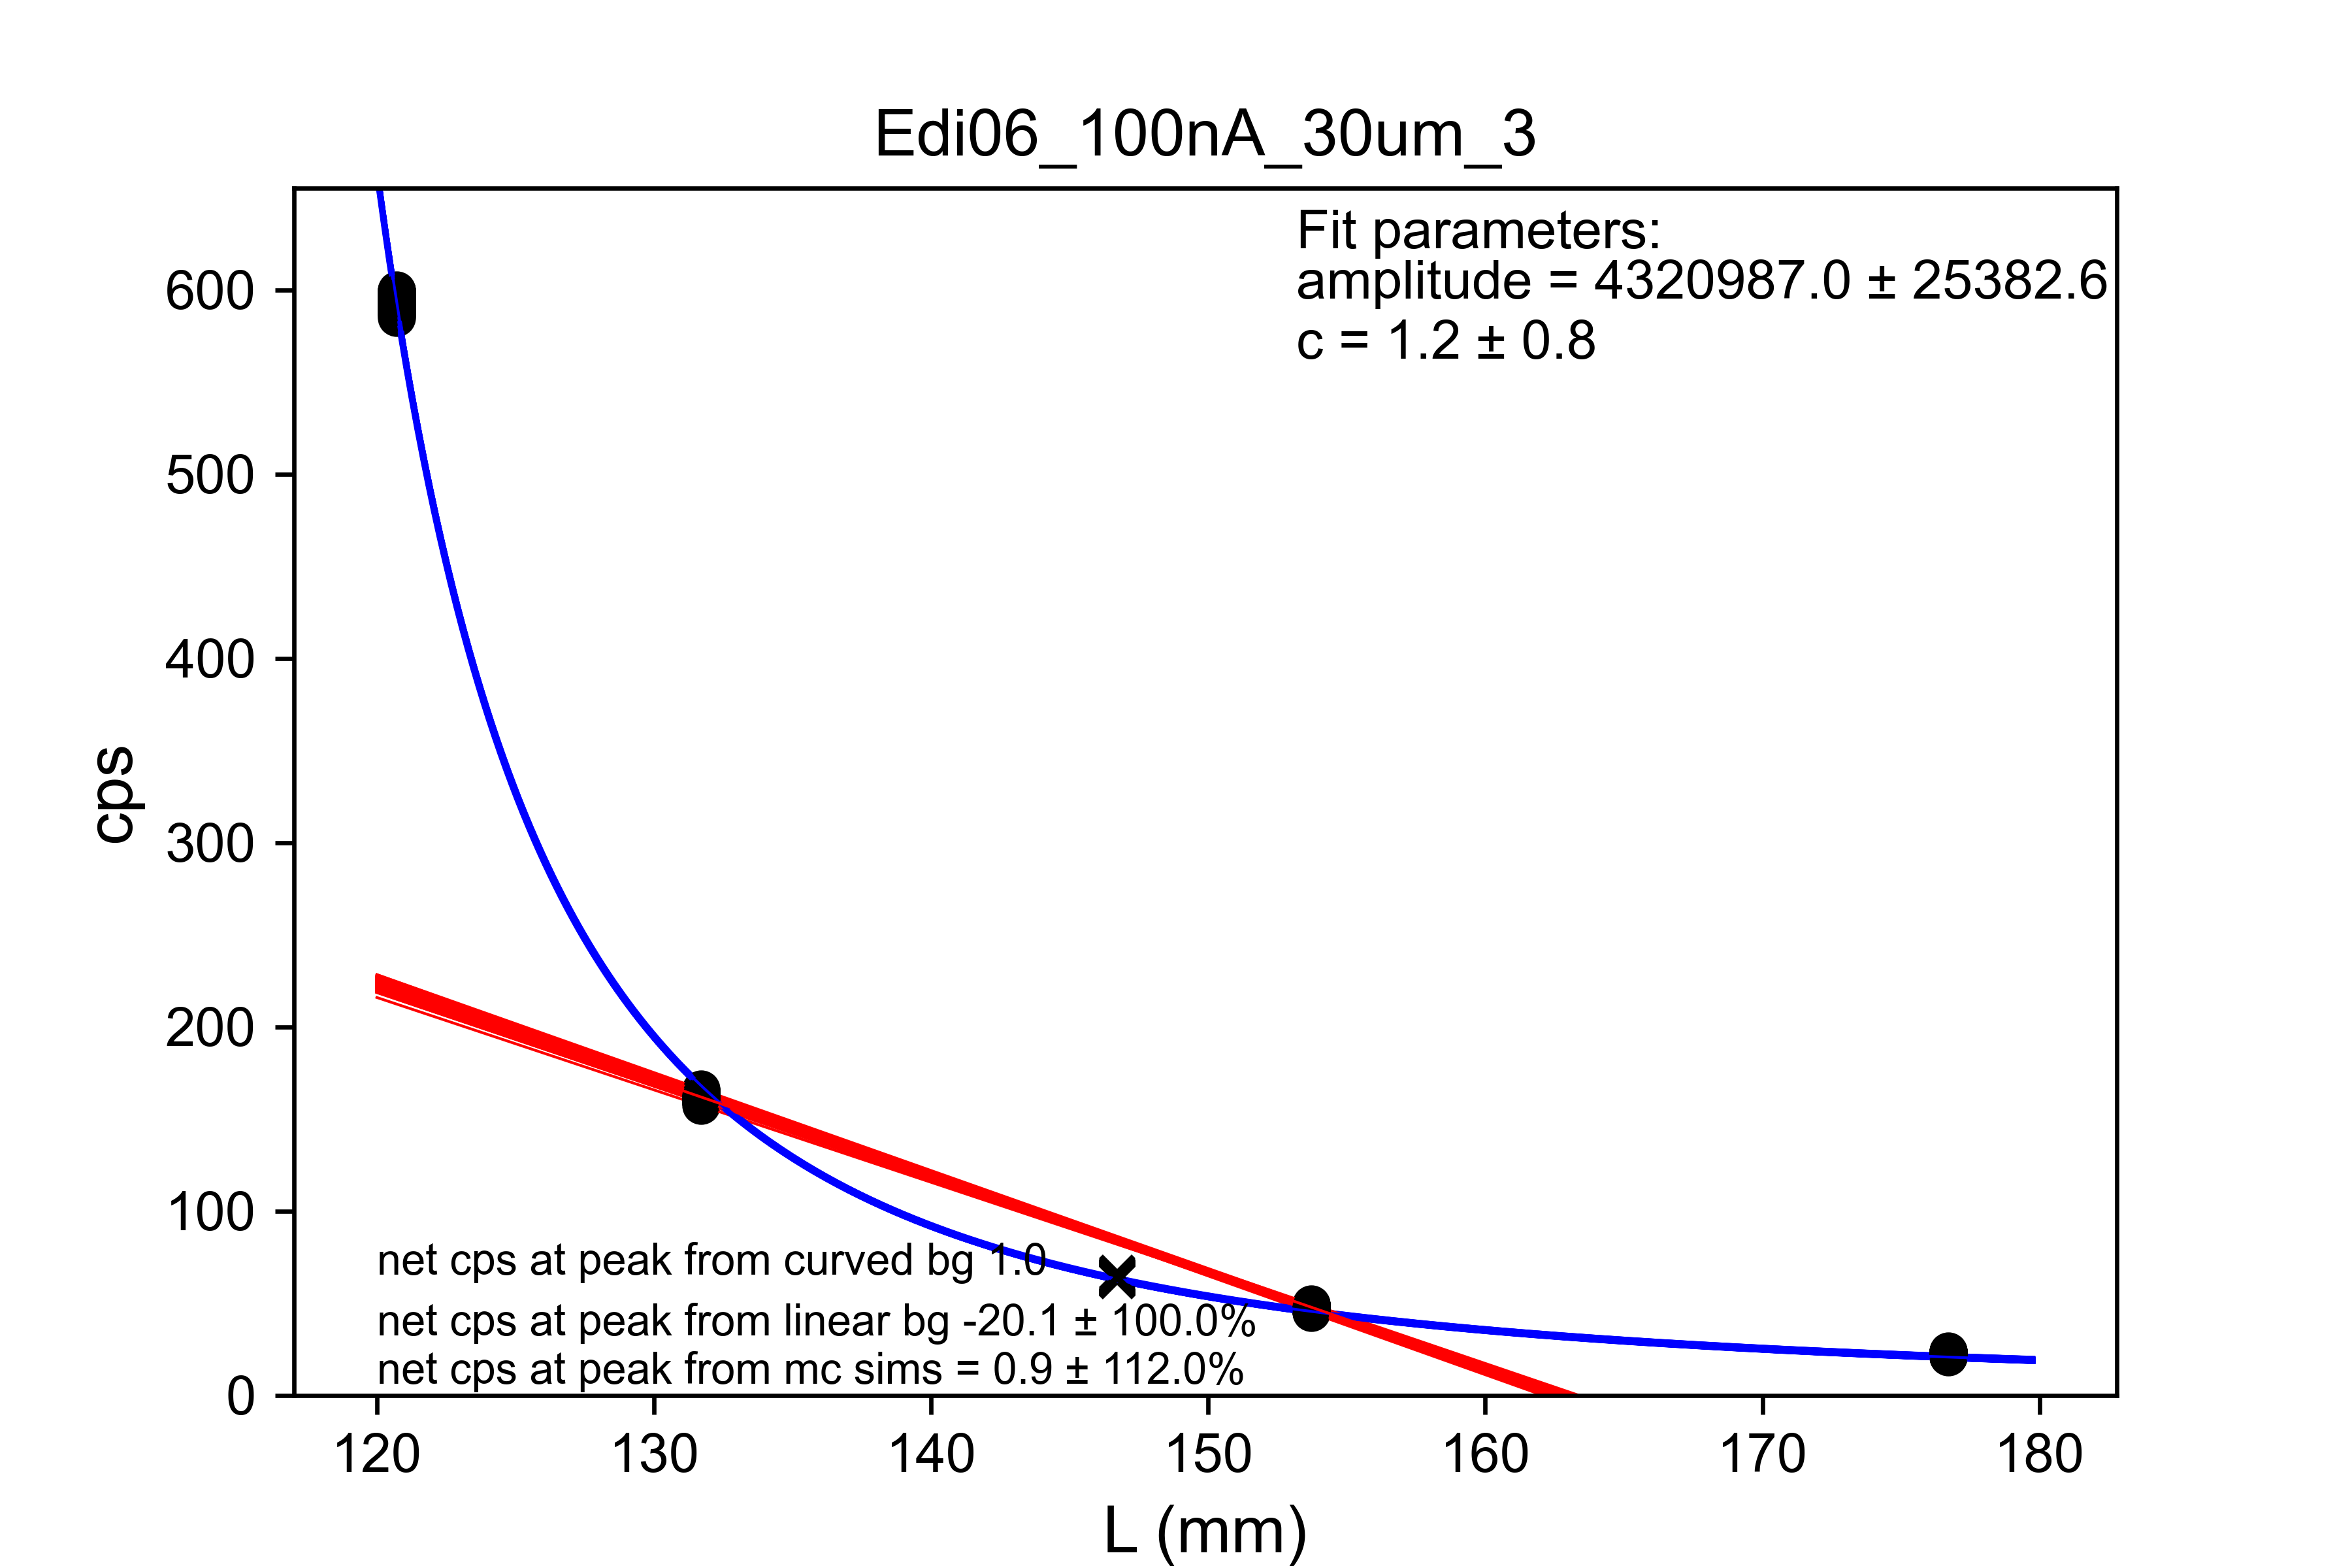 Edi06_100nA_30um_3
Fit parameters:
amplitude = 4320987.0 ± 25382.6
c = 1.2 ± 0.8
600
500
400
300
200
100
0
cps
net cps at peak from curved bg 1.0
net cps at peak from linear bg -20.1 ± 100.0%
net cps at peak from mc sims = 0.9 ± 112.0%
120 130 140 150 160 170 180
L (mm)